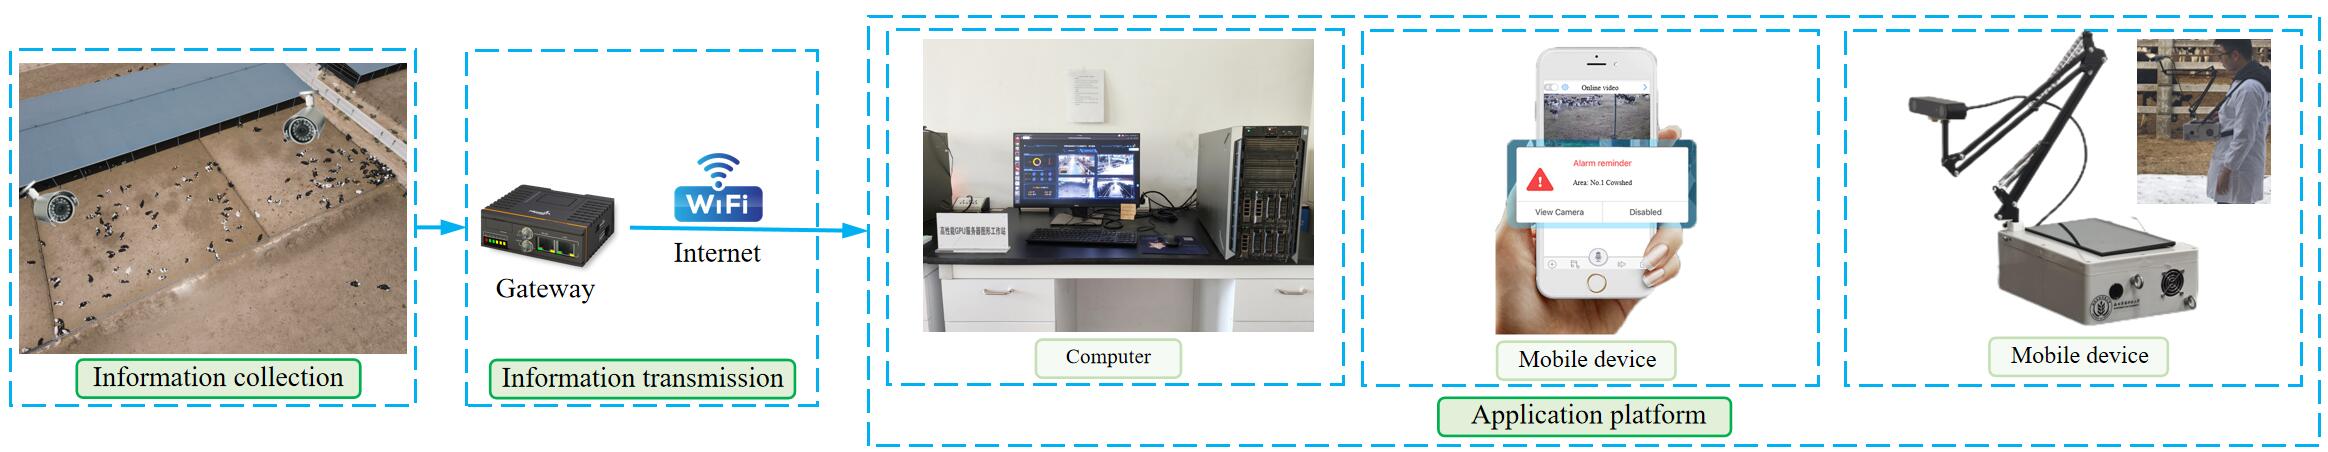 Information collection
Gateway
WiFi
Internet
Information transmission
高性能GPU服务器图形工作站
Computer
Online video
Alarm reminder
Area: No.1 Cowshed
View Camera
Disabled
Mobile device
Mobile device
Application platform